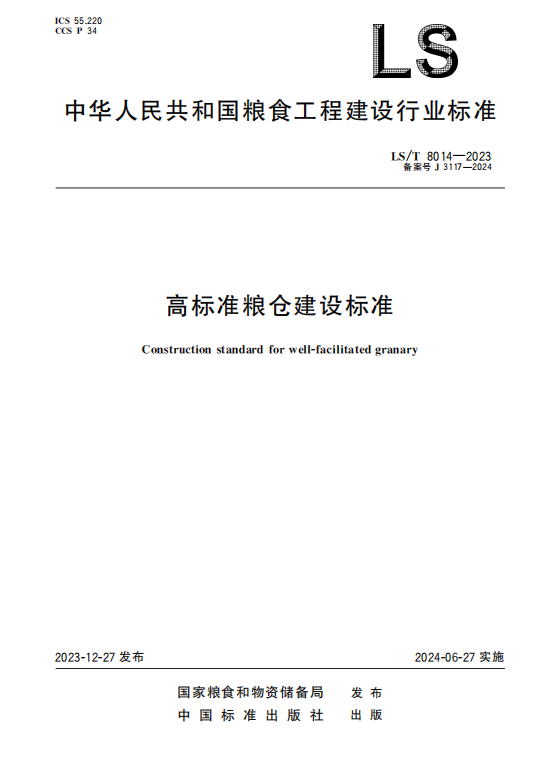 ICS 55.220
CCS P 34
LS
中华人民共和国粮食工程建设行业标准
LS/T 8014—2023
备案号 J 3117—2024
高标准粮仓建设标准
Construction standard for well-facilitated granary
2023-12-27 发布 2024-06-27 实施
国家粮食和物资储备局 发布
中国标准出版社 出版